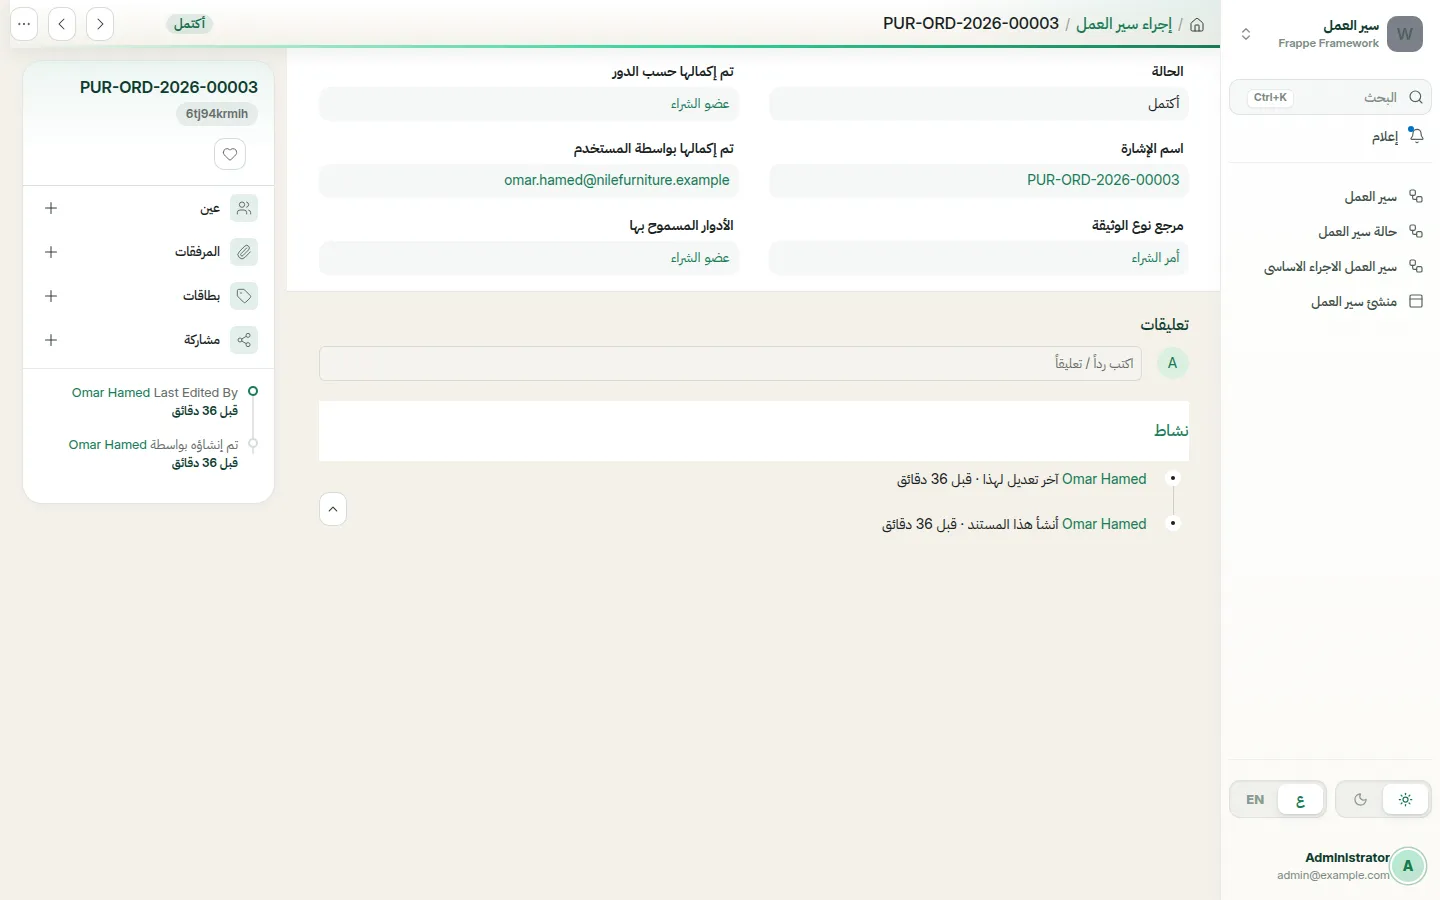 سير العمل
Frappe Framework
W
البحث
Ctrl+K
إعلام
سير العمل
حالة سير العمل
سير العمل الاجراء الاساسى
منشئ سير العمل
ع
EN
Administrator
admin@example.com
A
/ إجراء سير العمل / PUR-ORD-2026-00003
أكتمل
الحالة
أكتمل
تم إكمالها حسب الدور
عضو الشراء
اسم الإشارة
PUR-ORD-2026-00003
تم إكمالها بواسطة المستخدم
omar.hamed@nilefurniture.example
مرجع نوع الوثيقة
أمر الشراء
الأدوار المسموح بها
عضو الشراء
تعليقات
A
اكتب رداً / تعليقاً
نشاط
Omar Hamed آخر تعديل لهذا · قبل 36 دقائق
Omar Hamed أنشأ هذا المستند · قبل 36 دقائق
PUR-ORD-2026-00003
6tj94krmih
عين
المرفقات
بطاقات
مشاركة
Omar Hamed Last Edited By
قبل 36 دقائق
تم إنشاؤه بواسطة Omar Hamed
قبل 36 دقائق